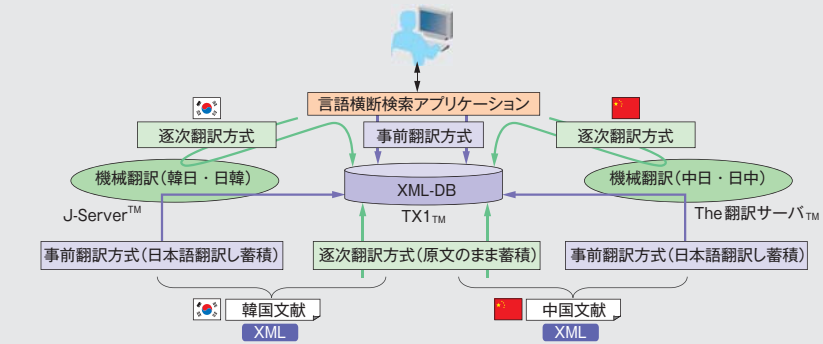 言語横断検索アプリケーション
逐次翻訳方式
事前翻訳方式
逐次翻訳方式
機械翻訳(韓日・日韓)
XML-DB
機械翻訳(中日・日中)
J-Server™
TX1™
The翻訳サーバ™
事前翻訳方式(日本語翻訳し蓄積)
逐次翻訳方式(原文のまま蓄積)
事前翻訳方式(日本語翻訳し蓄積)
韓国文献
中国文献
XML
XML